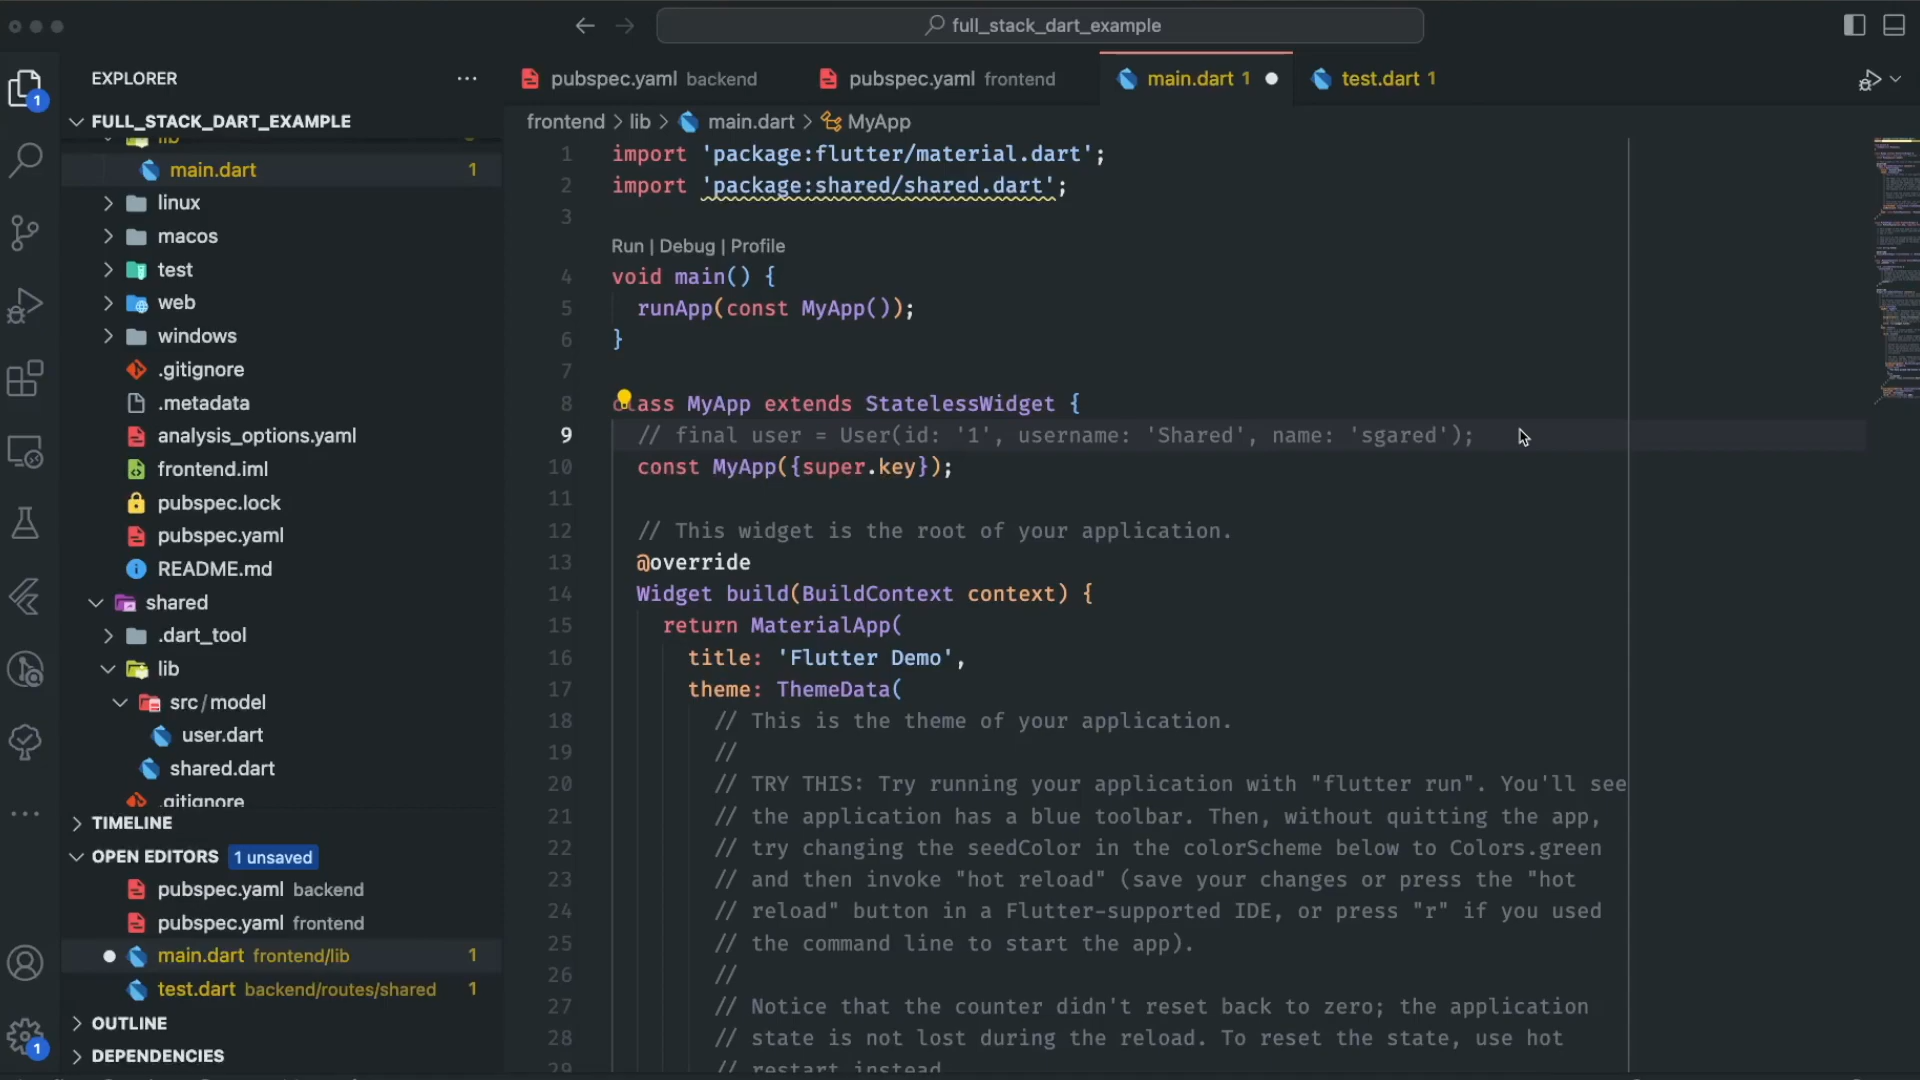 full_stack_dart_example
EXPLORER
FULL_STACK_DART_EXAMPLE
lib
main.dart 1
linux
macos
test
web
windows
.gitignore
.metadata
analysis_options.yaml
frontend.iml
pubspec.lock
pubspec.yaml
README.md
shared
.dart_tool
lib
src/model
user.dart
shared.dart
.gitignore
TIMELINE
OPEN EDITORS 1 unsaved
pubspec.yaml backend
pubspec.yaml frontend
main.dart frontend/lib 1
test.dart backend/routes/shared 1
OUTLINE
DEPENDENCIES
1
1
pubspec.yaml backend pubspec.yaml frontend main.dart 1 test.dart 1
frontend > lib > main.dart > MyApp
1 import 'package:flutter/material.dart';
2 import 'package:shared/shared.dart';
3
Run | Debug | Profile
4 void main() {
5 runApp(const MyApp());
6 }
7
8 class MyApp extends StatelessWidget {
9 // final user = User(id: '1', username: 'Shared', name: 'sgared');
10 const MyApp({super.key});
11
12 // This widget is the root of your application.
13 @override
14 Widget build(BuildContext context) {
15 return MaterialApp(
16 title: 'Flutter Demo',
17 theme: ThemeData(
18 // This is the theme of your application.
19 //
20 // TRY THIS: Try running your application with "flutter run". You'll see
21 // the application has a blue toolbar. Then, without quitting the app,
22 // try changing the seedColor in the colorScheme below to Colors.green
23 // and then invoke "hot reload" (save your changes or press the "hot
24 // reload" button in a Flutter-supported IDE, or press "r" if you used
25 // the command line to start the app).
26 //
27 // Notice that the counter didn't reset back to zero; the application
28 // state is not lost during the reload. To reset the state, use hot
29 // restart instead